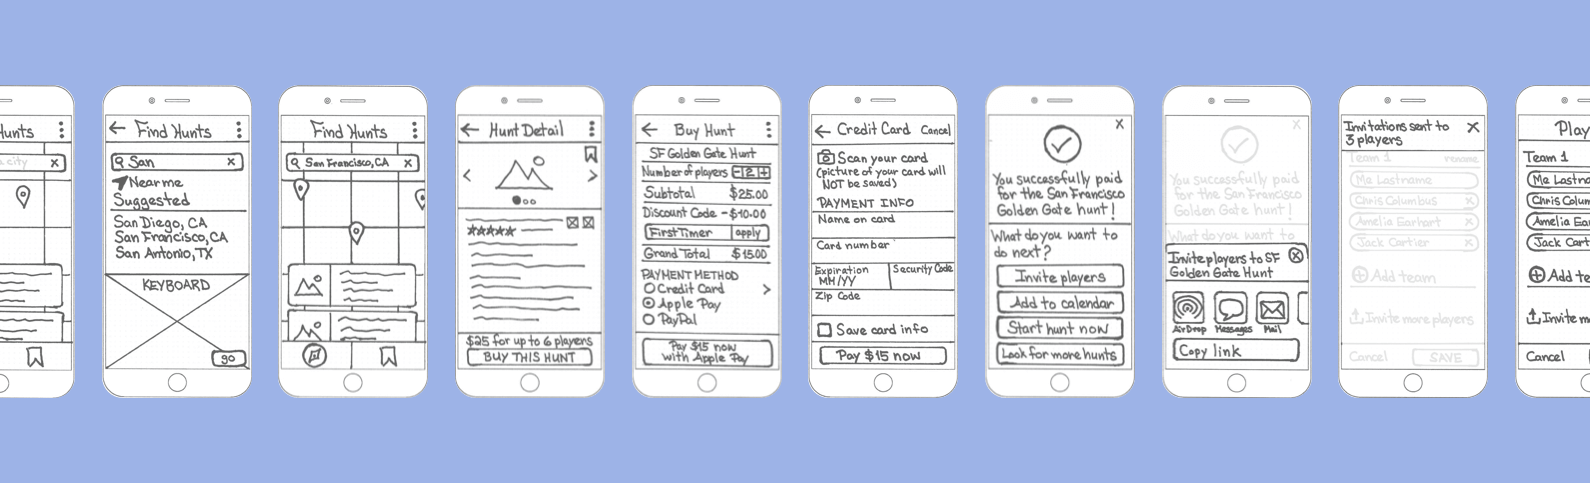 Hunts
a city
X
Find Hunts
San
X
Near me
Suggested
San Diego, CA
San Francisco, CA
San Antonio, TX
KEYBOARD
go
Find Hunts
San Francisco, CA
X
Hunt Detail
$25 for up to 6 players
BUY THIS HUNT
Buy Hunt
SF Golden Gate Hunt
Number of players - 2 +
Subtotal $25.00
Discount Code -$10.00
First Timer apply
Grand Total $15.00
PAYMENT METHOD
Credit Card
Apple Pay
PayPal
Pay $15 now
with Apple Pay
Credit Card Cancel
Scan your card
(picture of your card will
NOT be saved)
PAYMENT INFO
Name on card
Card number
Expiration Security Code
MM/YY
Zip Code
Save card info
Pay $15 now
X
You successfully paid
for the San Francisco
Golden Gate hunt!
What do you want to
do next?
Invite players
Add to calendar
Start hunt now
Look for more hunts
X
You successfully paid
for the San Francisco
Golden Gate hunt!
What do you want to
Invite players to SF
Golden Gate Hunt
AirDrop Messages Mail
Copy link
Invitations sent to
3 players
X
Team 1 rename
Me Lastname
Chris Columbus X
Amelia Earhart X
Jack Cartier X
Add team
Invite more players
Cancel SAVE
Play
Team 1
Me Lastna
Chris Colum
Amelia Ea
Jack Cartie
Add te
Invite m
Cancel